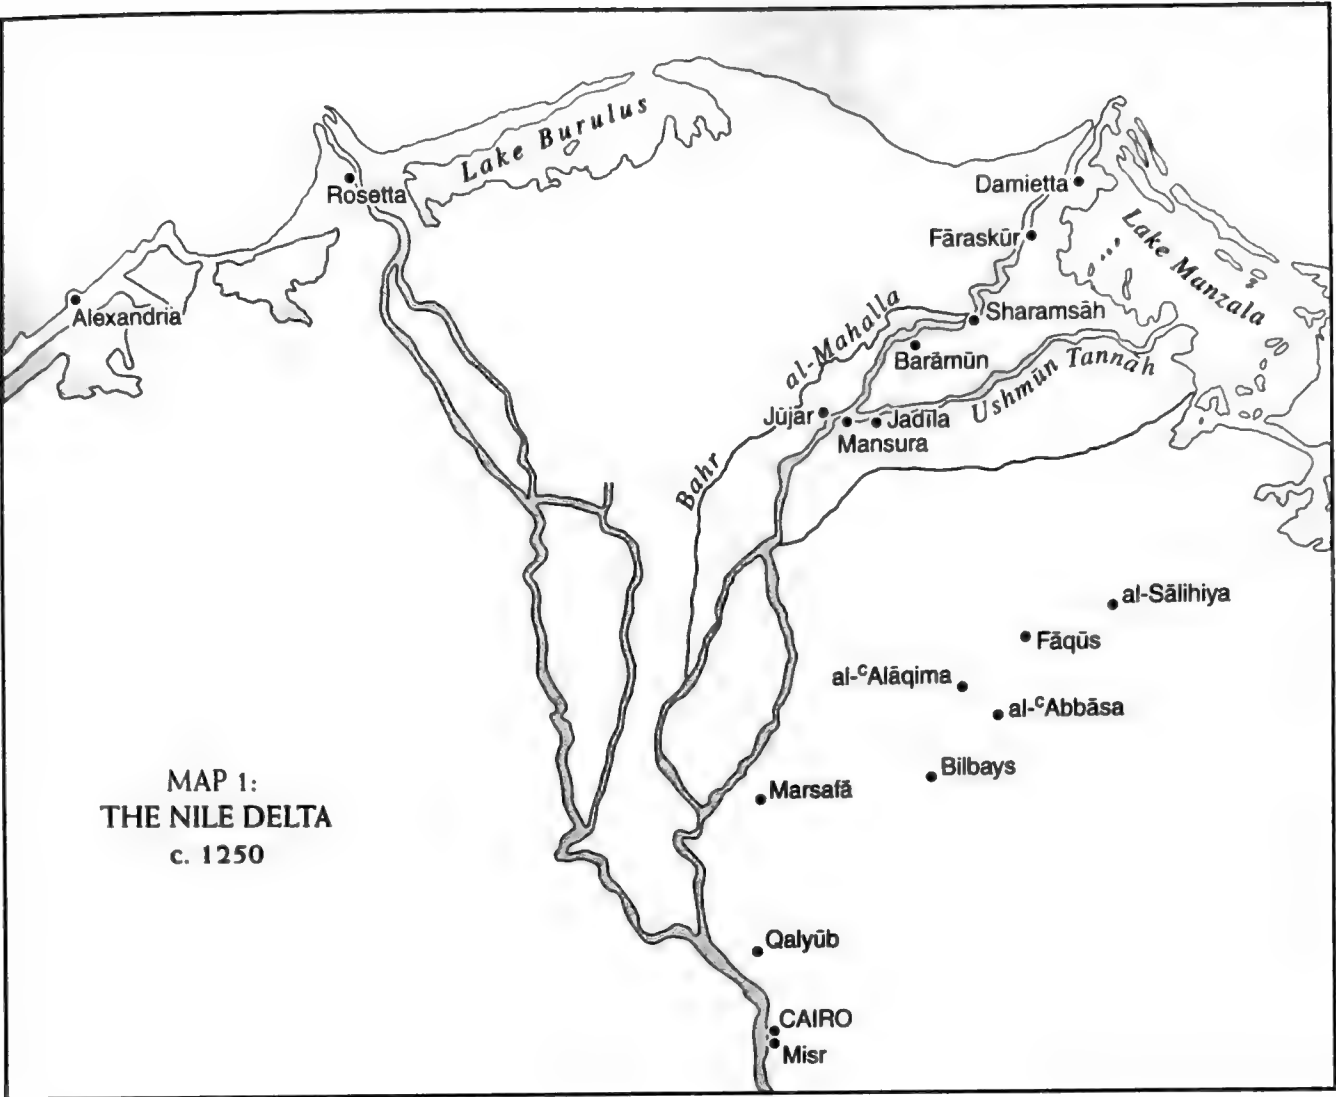 Lake Burulus
Rosetta
Damietta
Fāraskūr
Lake Manzala
Alexandria
Sharamsāh
Bahr al-Mahalla
Barāmūn
Ushmūn Tannāh
Jūjar
Jadīla
Mansura
al-Sālihiya
Fāqūs
al-ᶜAlāqima
al-ᶜAbbāsa
Bilbays
Marsafā
MAP 1:
THE NILE DELTA
c. 1250
Qalyūb
CAIRO
Misr